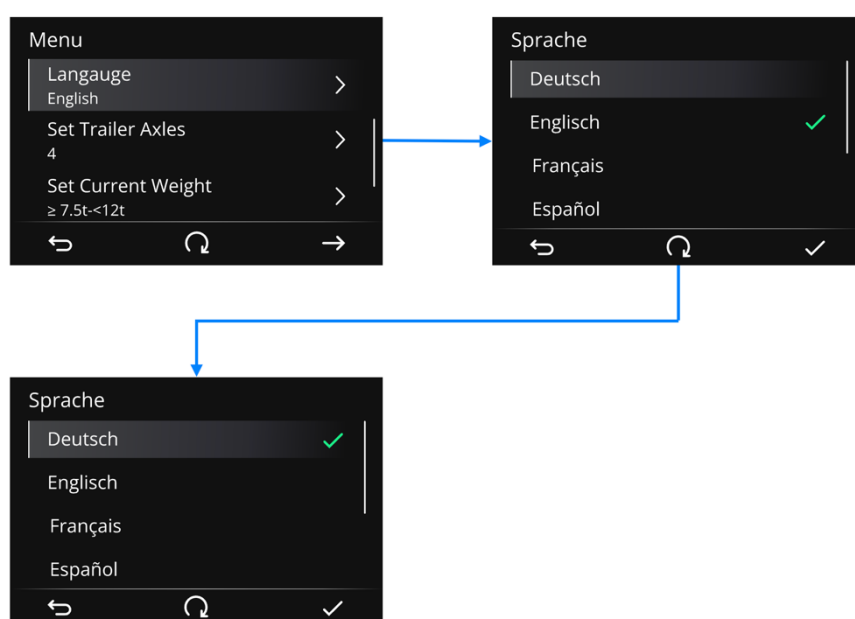 Menu
Langauge
English
Set Trailer Axles
4
Set Current Weight
≥ 7.5t-<12t
Sprache
Deutsch
Englisch
Français
Español
Sprache
Deutsch
Englisch
Français
Español